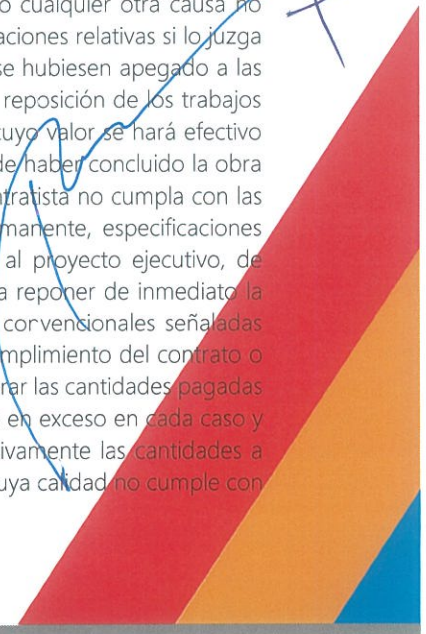 o cualquier otra causa no
aciones relativas si lo juzga
se hubiesen apegado a las
reposición de los trabajos
cuyo valor se hará efectivo
de haber concluido la obra
ntratista no cumpla con las
manente, especificaciones
al proyecto ejecutivo, de
a reponer de inmediato la
convencionales señaladas
mplimiento del contrato o
rar las cantidades pagadas
en exceso en cada caso y
ivamente las cantidades a
uya calidad no cumple con